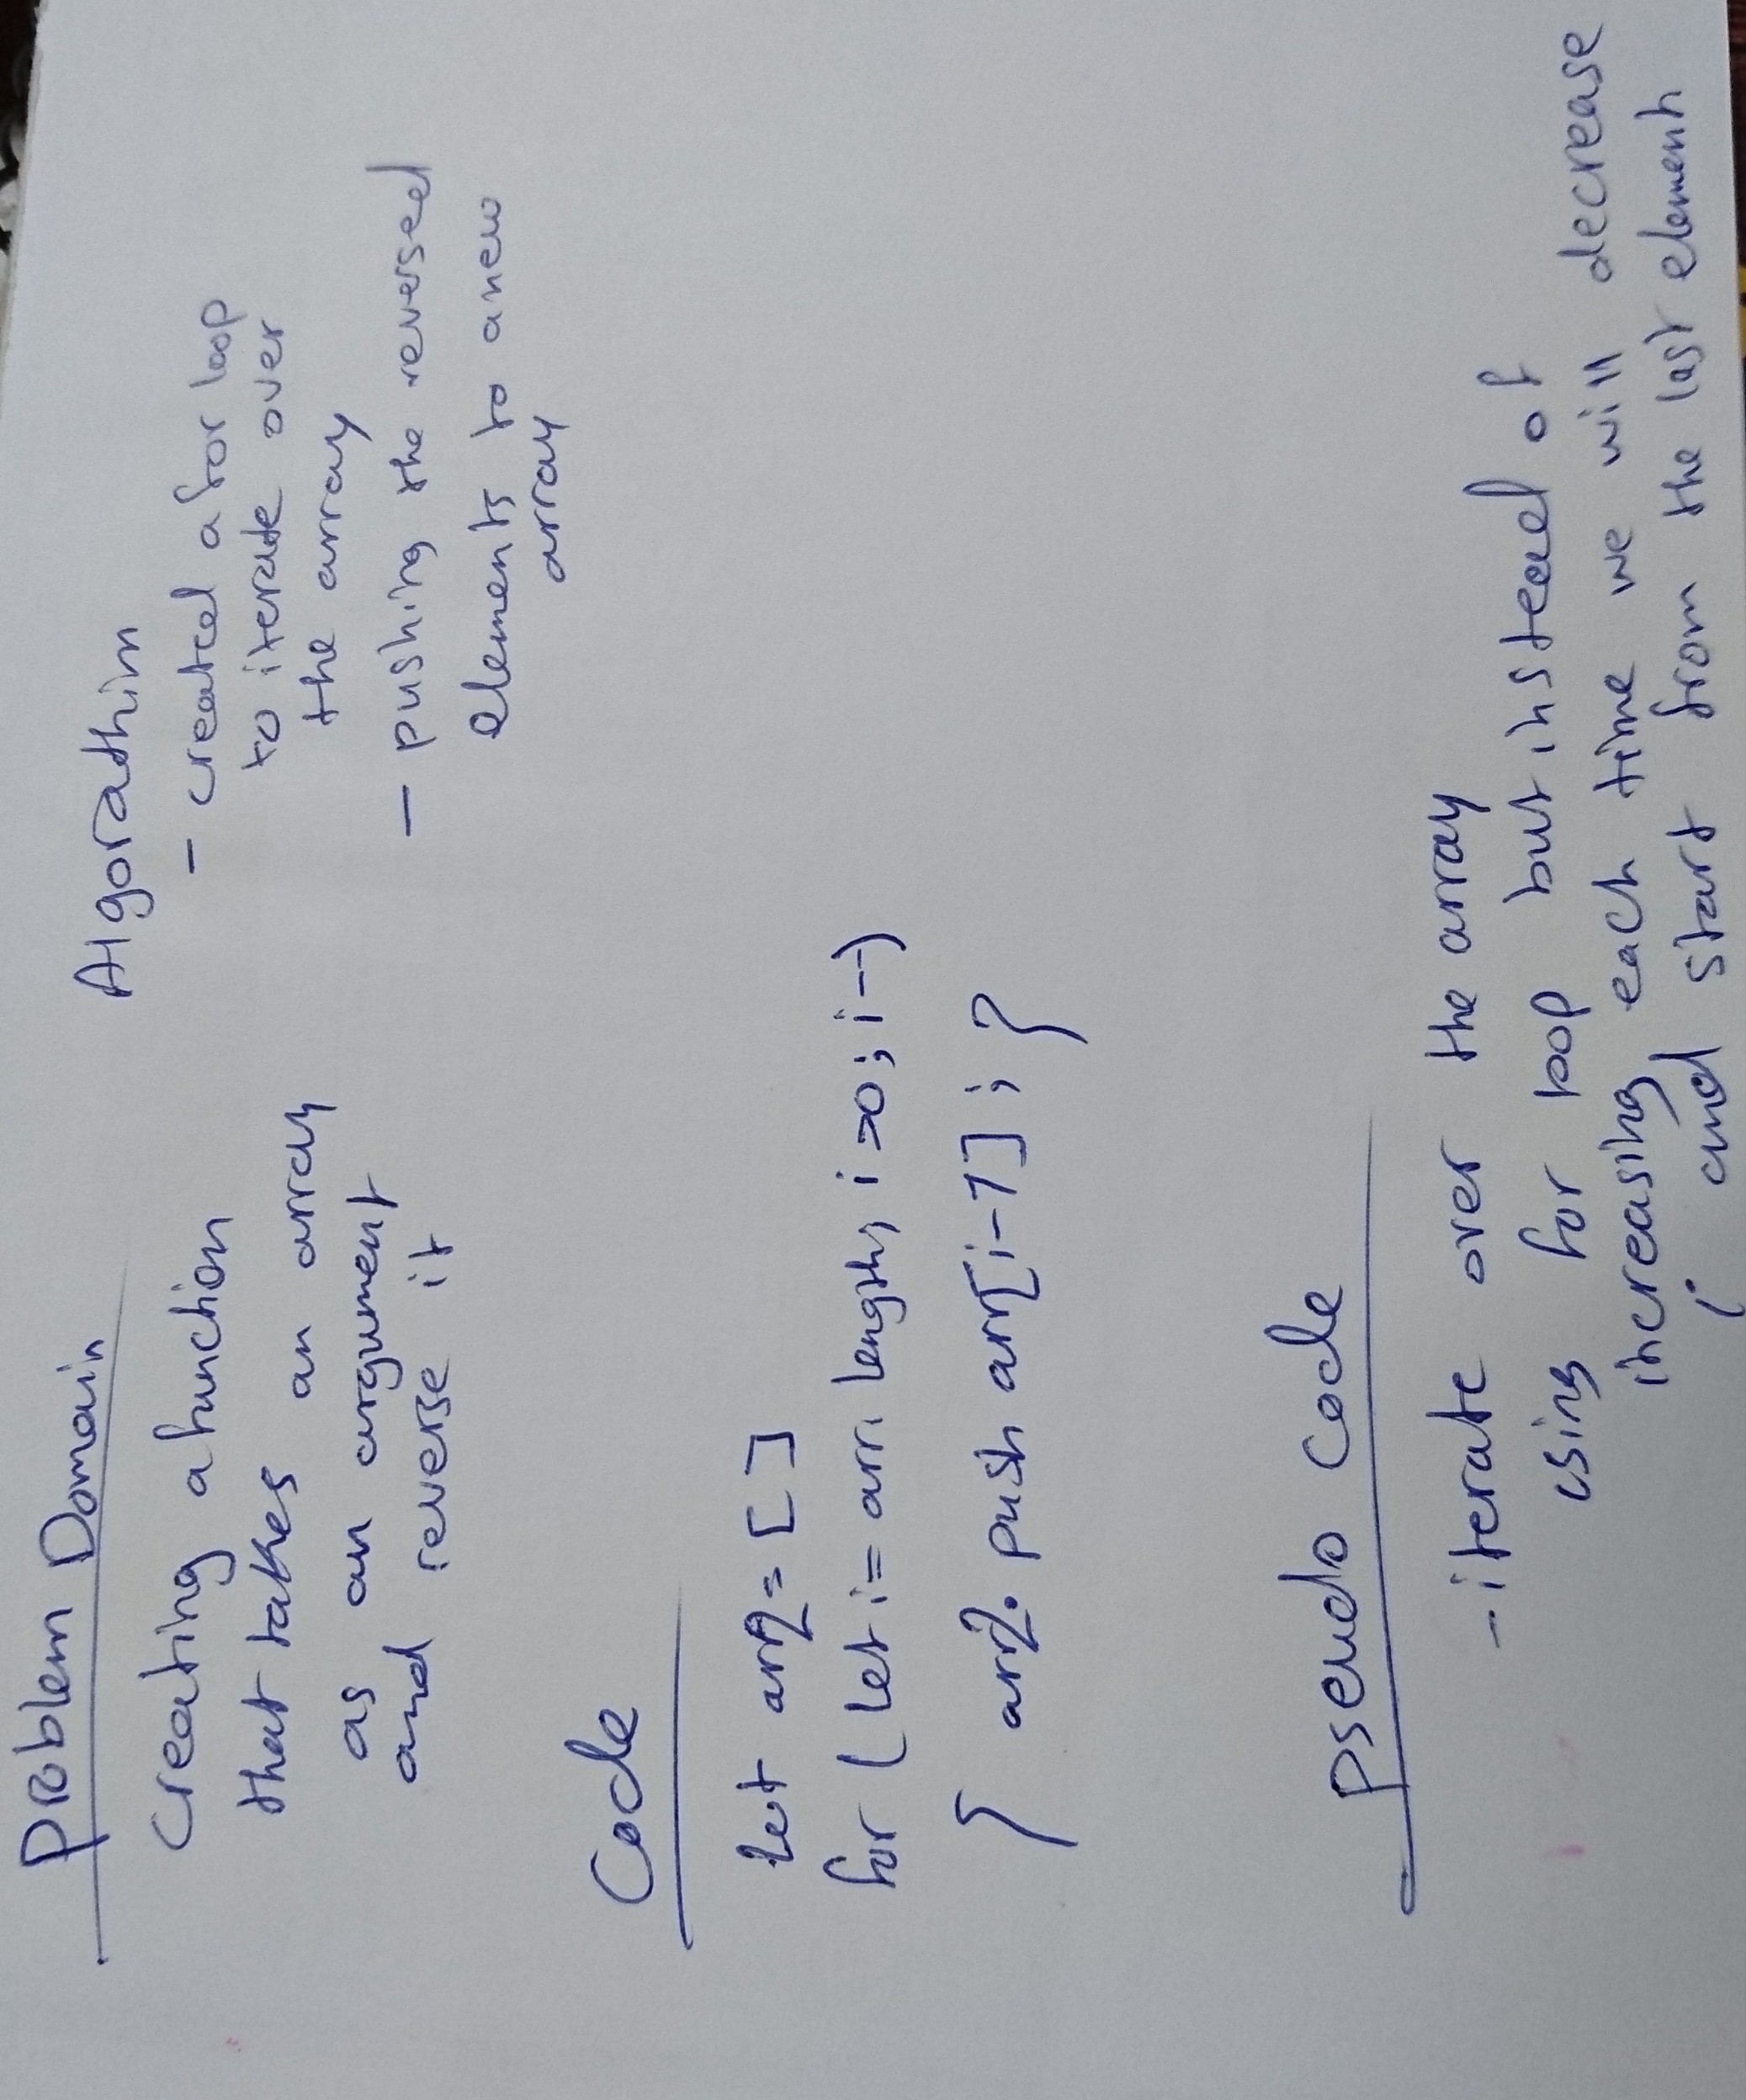 Problem Domain
creating a function
that takes an array
as an argument
and reverse it
Algorathim
- created a for loop
to iterate over
the array
- pushing the reversed
elements to a new
array
Code
let arr2 = [ ]
for ( let i = arr. length; i >0; i--)
{ arr2. push arr[i-1] ; }
pseudo code
- iterate over the array
using for loop but instead of
increasing each time we will decrease
i and start from the last element